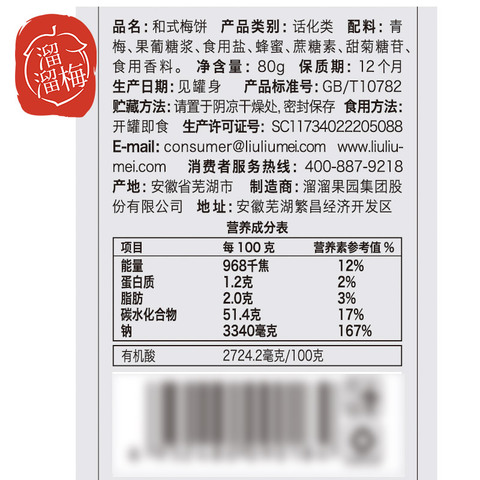 溜溜梅
品名：和式梅饼 产品类别：话化类 配料：青
梅、果葡糖浆、食用盐、蜂蜜、蔗糖素、甜菊糖苷、
食用香料。 净含量：80g 保质期：12个月
生产日期：见罐身 产品标准号：GB/T10782
贮藏方法：请置于阴凉干燥处，密封保存 食用方法：
开罐即食 生产许可证号：SC11734022205088
E-mail：consumer@liuliumei.com www.liuliu-
mei.com 消费者服务热线：400-887-9218
产地：安徽省芜湖市 制造商：溜溜果园集团股
份有限公司 地址：安徽芜湖繁昌经济开发区
营养成分表
项目 每 100 克 营养素参考值 %
能量 968千焦 12%
蛋白质 1.2克 2%
脂肪 2.0克 3%
碳水化合物 51.4克 17%
钠 3340毫克 167%
有机酸 2724.2毫克/100克